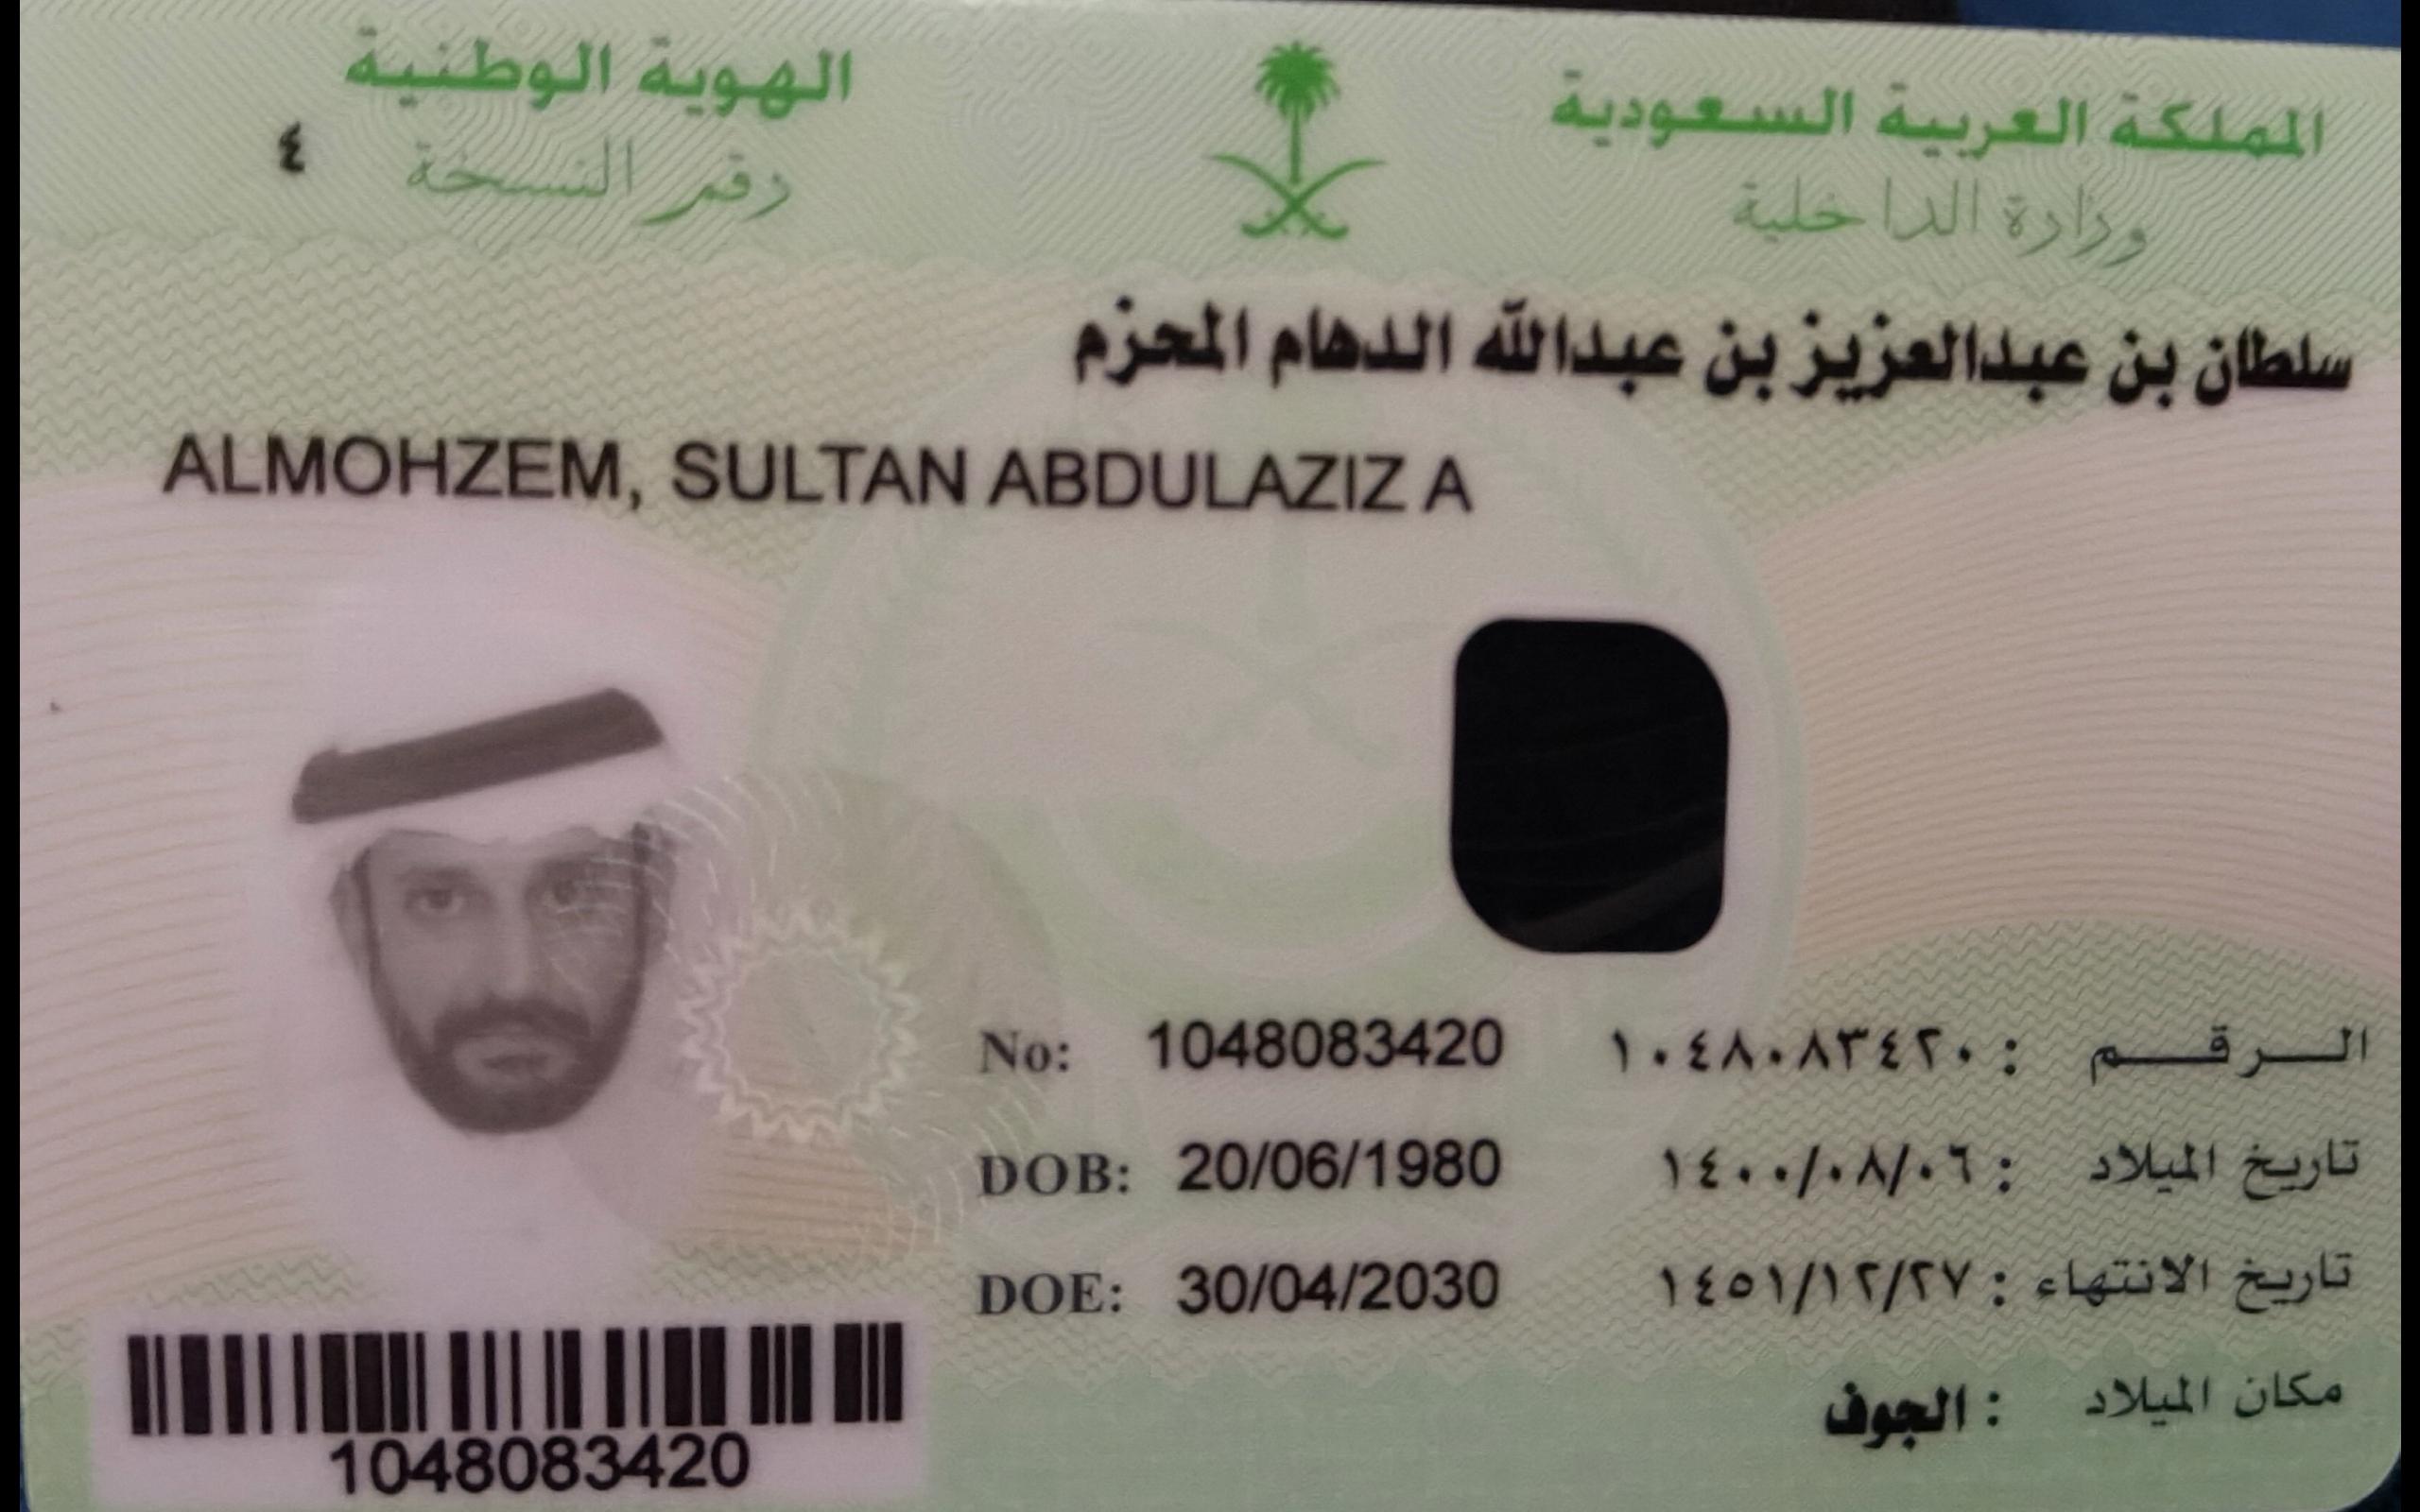 المملكة العربية السعودية
وزارة الداخلية
الهوية الوطنية
رقم النسخة ٤
سلطان بن عبدالعزيز بن عبدالله الدهام المحزم
ALMOHZEM, SULTAN ABDULAZIZ A
الرقم : ١٠٤٨٠٨٣٤٢٠
No: 1048083420
تاريخ الميلاد : ١٤٠٠/٠٨/٠٦
DOB: 20/06/1980
تاريخ الانتهاء : ١٤٥١/١٢/٢٧
DOE: 30/04/2030
مكان الميلاد : الجوف
1048083420